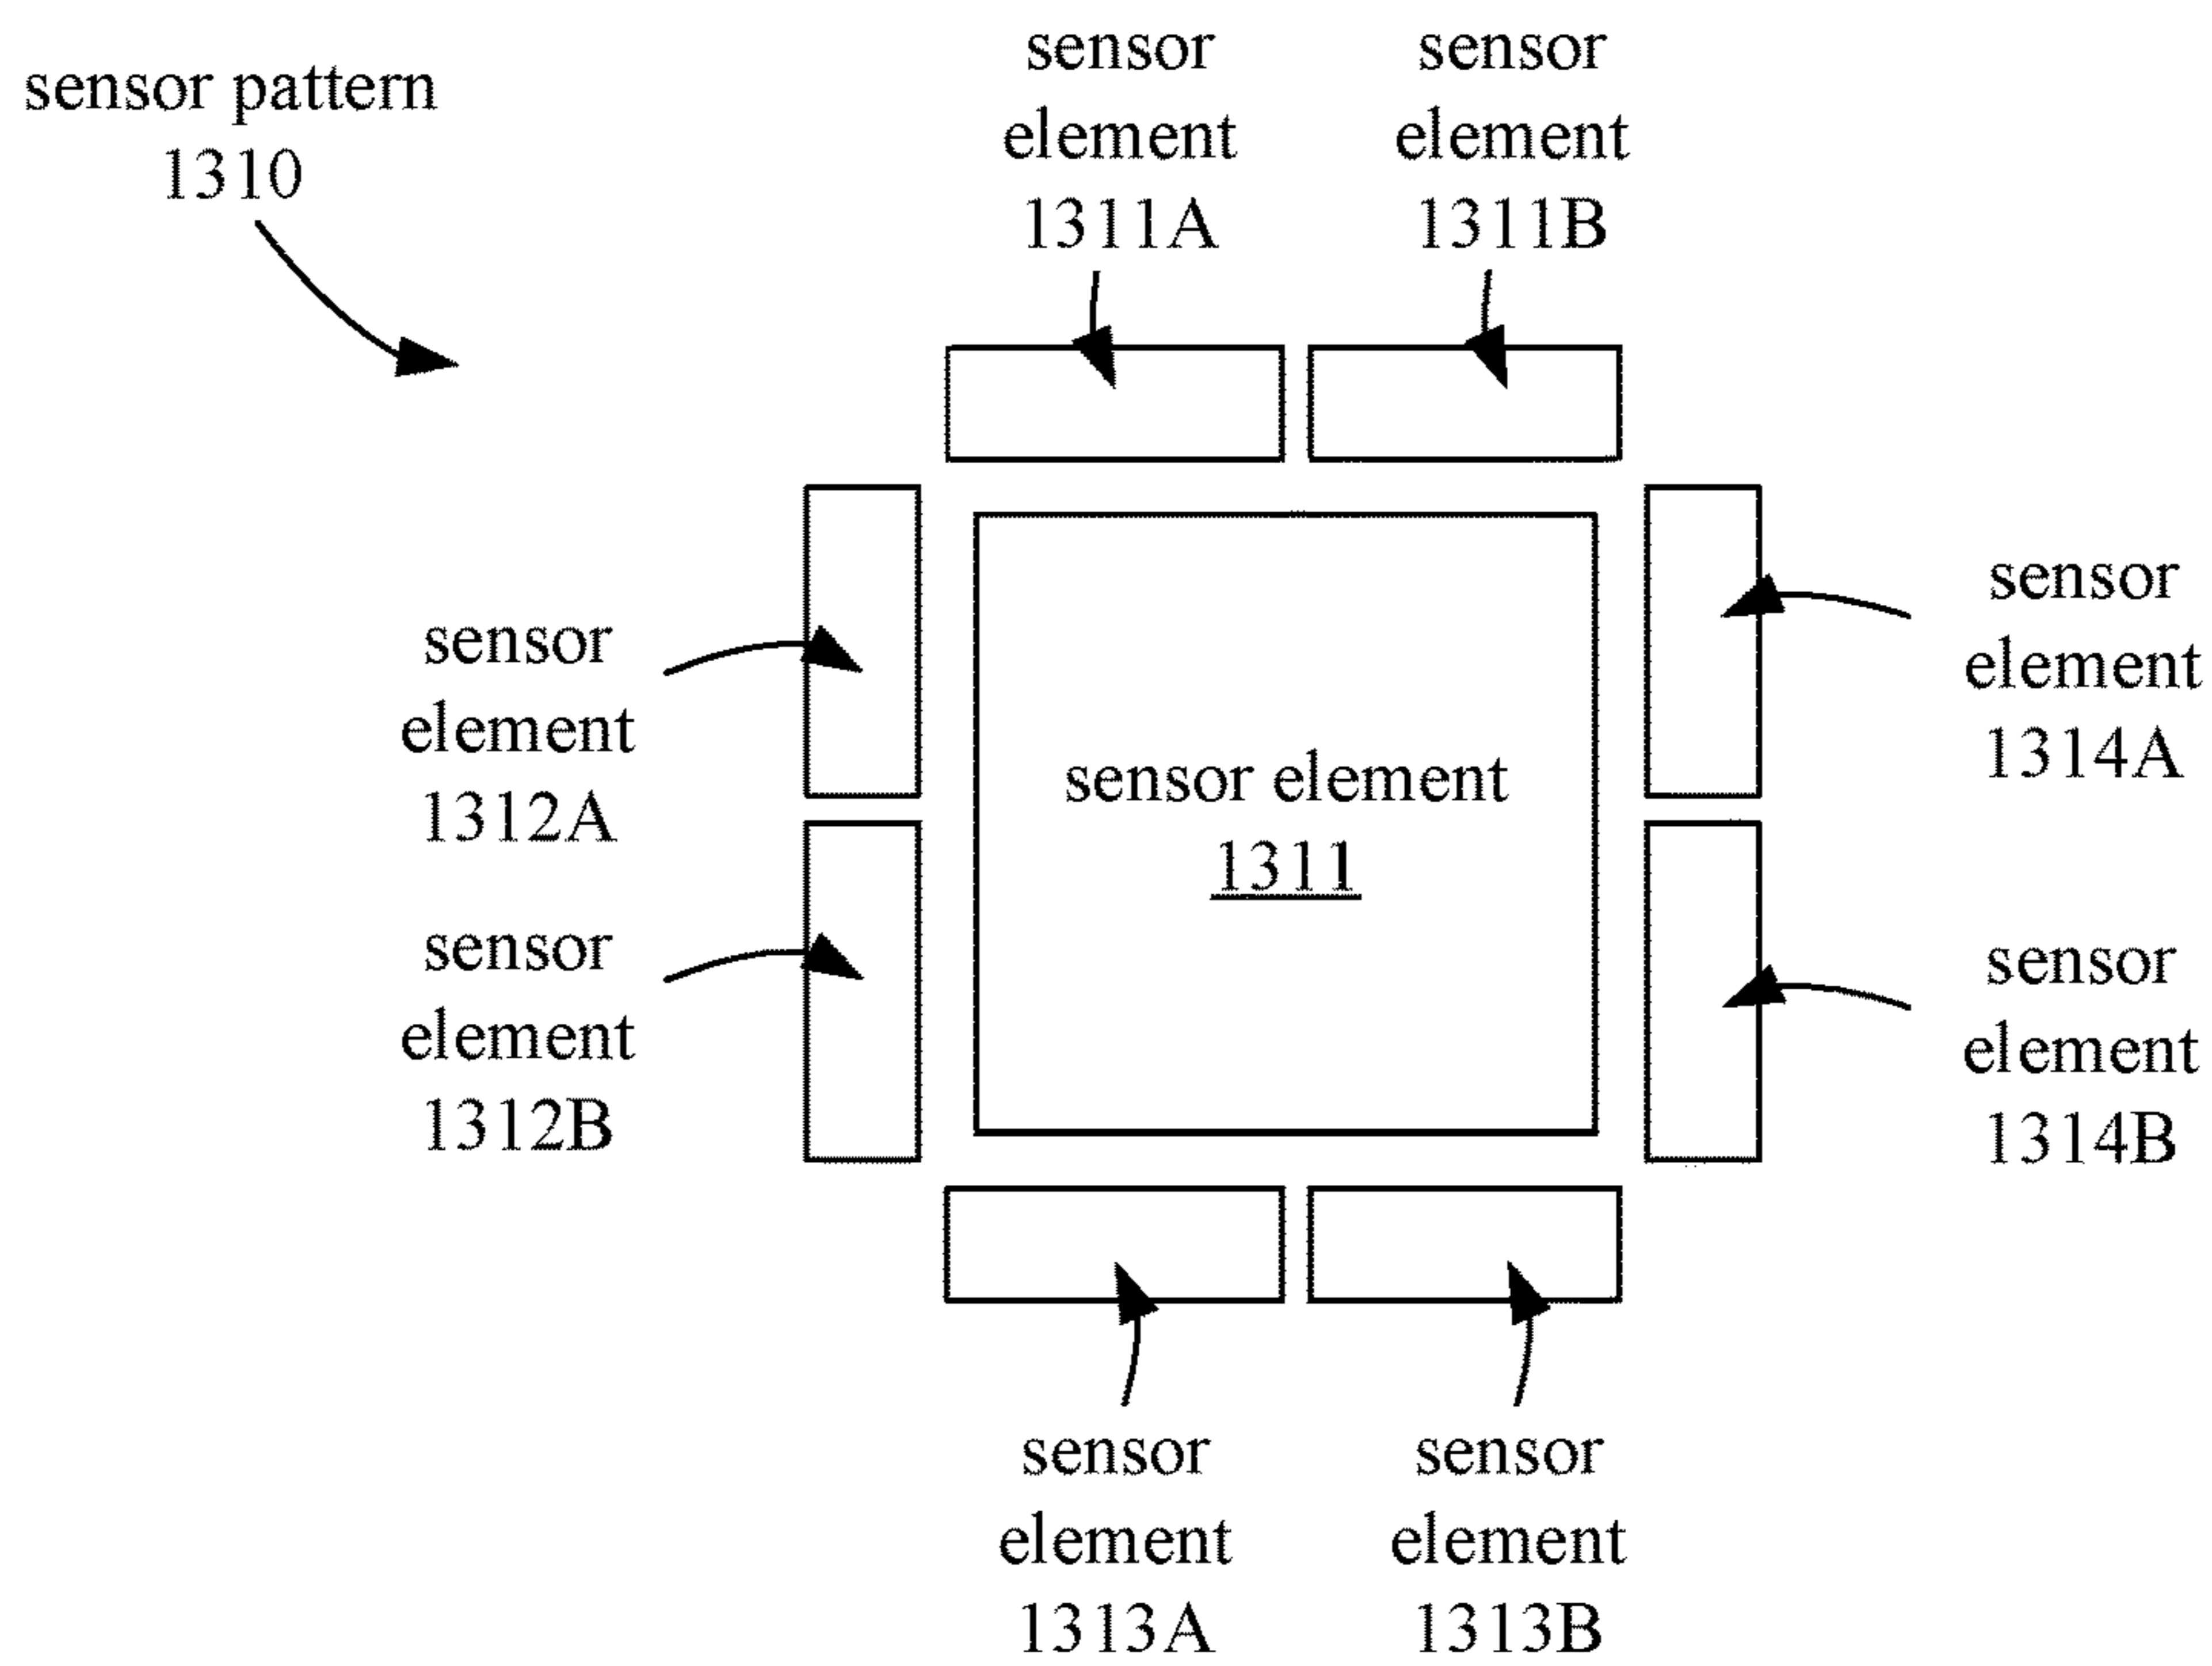 sensor pattern
1310
sensor
element
1311A
sensor
element
1311B
sensor
element
1312A
sensor
element
1312B
sensor element
1311
sensor
element
1314A
sensor
element
1314B
sensor
element
1313A
sensor
element
1313B